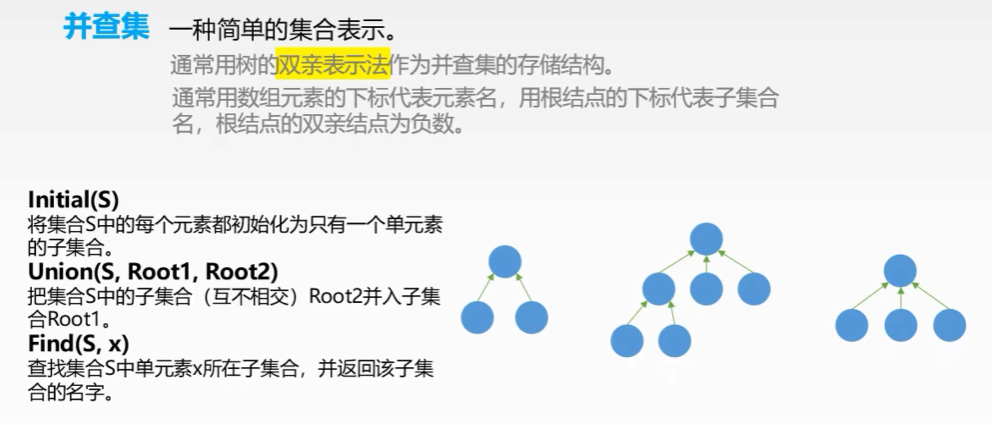 并查集 一种简单的集合表示。
通常用树的双亲表示法作为并查集的存储结构。
通常用数组元素的下标代表元素名，用根结点的下标代表子集合
名，根结点的双亲结点为负数。
Initial(S)
将集合S中的每个元素都初始化为只有一个单元素
的子集合。
Union(S, Root1, Root2)
把集合S中的子集合（互不相交）Root2并入子集
合Root1。
Find(S, x)
查找集合S中单元素x所在子集合，并返回该子集
合的名字。